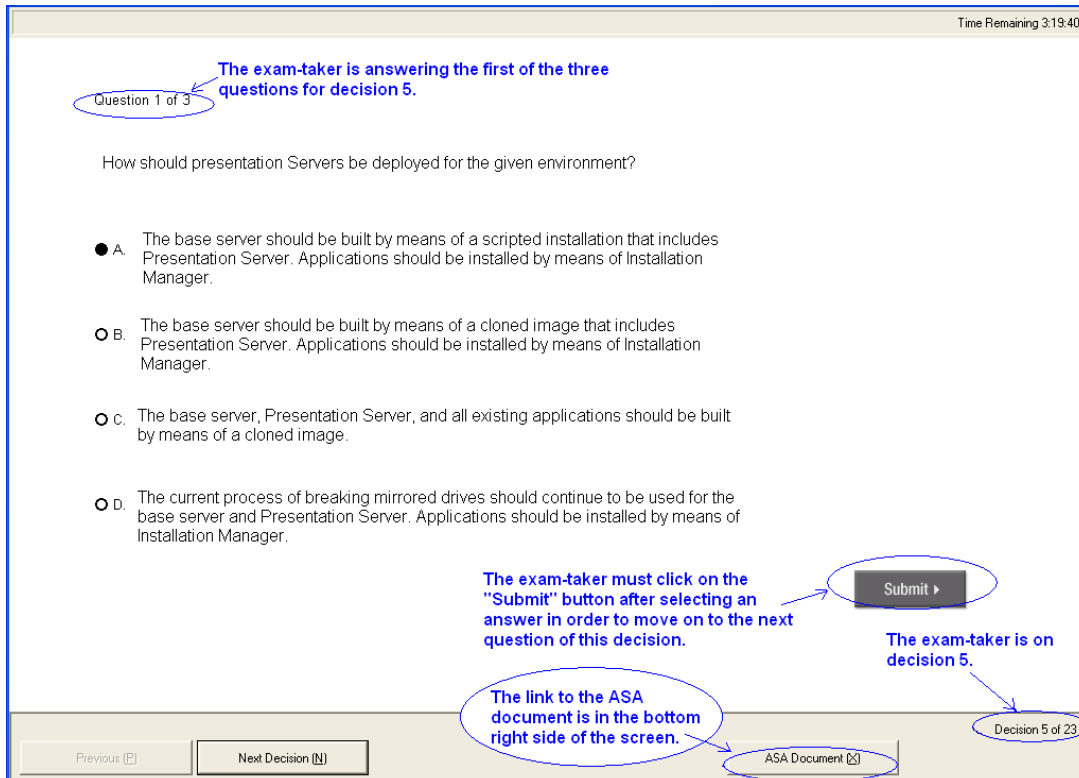 Time Remaining 3:19:40
The exam-taker is answering the first of the three
questions for decision 5.
Question 1 of 3
How should presentation Servers be deployed for the given environment?
A. The base server should be built by means of a scripted installation that includes
Presentation Server. Applications should be installed by means of Installation
Manager.
B. The base server should be built by means of a cloned image that includes
Presentation Server. Applications should be installed by means of Installation
Manager.
C. The base server, Presentation Server, and all existing applications should be built
by means of a cloned image.
D. The current process of breaking mirrored drives should continue to be used for the
base server and Presentation Server. Applications should be installed by means of
Installation Manager.
The exam-taker must click on the
"Submit" button after selecting an
answer in order to move on to the next
question of this decision.
Submit
The exam-taker is on
decision 5.
The link to the ASA
document is in the bottom
right side of the screen.
Decision 5 of 23
Previous (P)
Next Decision (N)
ASA Document (X)